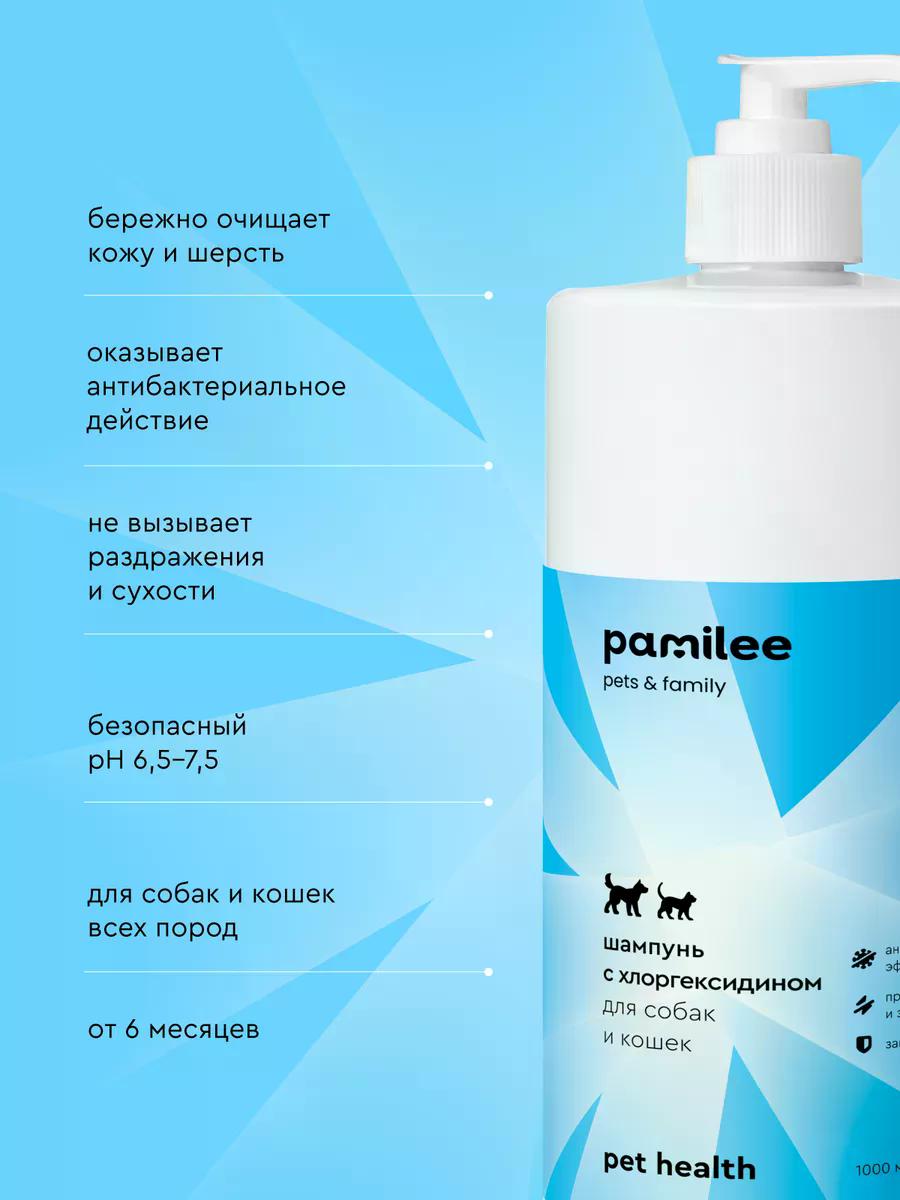 бережно очищает
кожу и шерсть
оказывает
антибактериальное
действие
не вызывает
раздражения
и сухости
безопасный
pH 6,5–7,5
для собак и кошек
всех пород
от 6 месяцев
pamilee
pets & family
шампунь
с хлоргексидином
для собак
и кошек
и
pet health
1000